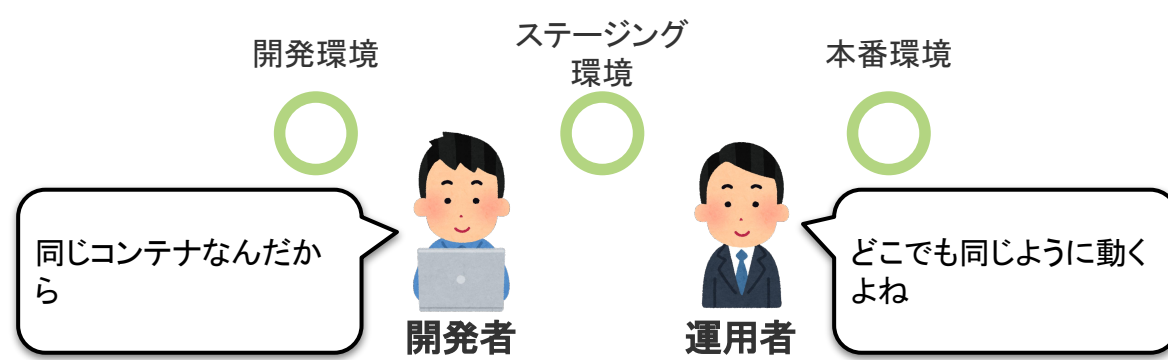 開発環境
ステージング
環境
本番環境
同じコンテナなんだか
ら
どこでも同じように動く
よね
開発者
運用者